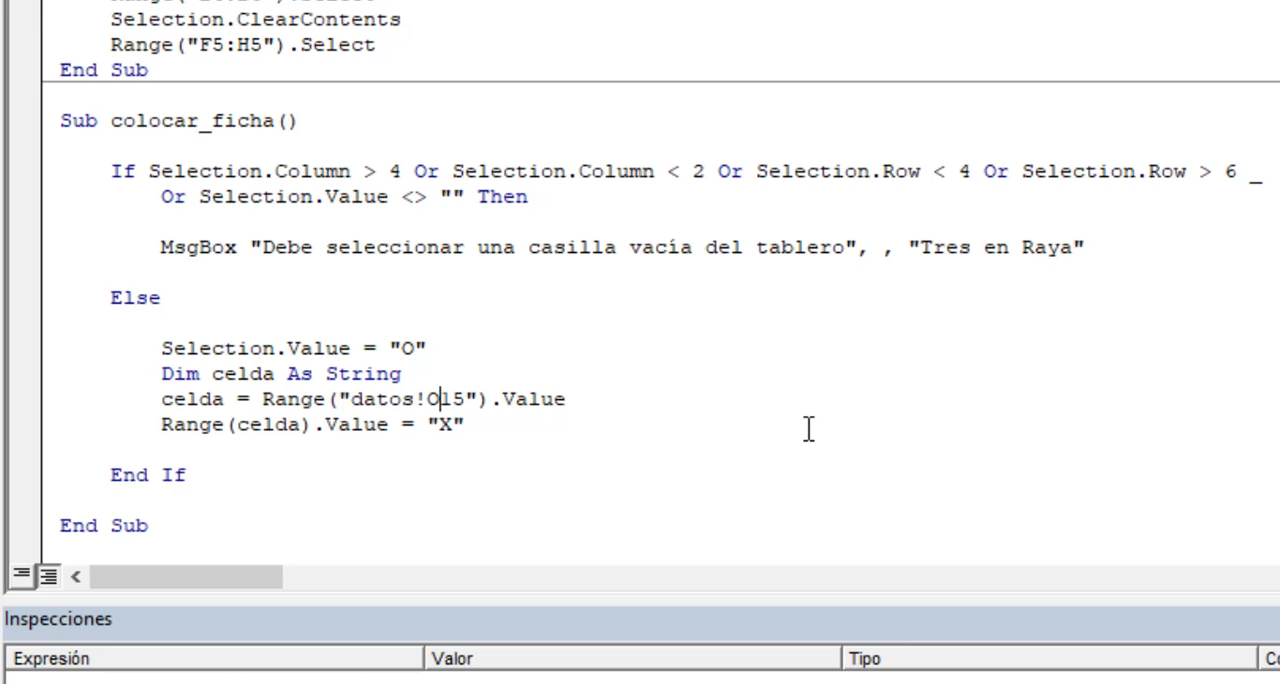 Selection.ClearContents
Range("F5:H5").Select
End Sub
Sub colocar_ficha()
If Selection.Column > 4 Or Selection.Column < 2 Or Selection.Row < 4 Or Selection.Row > 6 _
Or Selection.Value <> "" Then
MsgBox "Debe seleccionar una casilla vacía del tablero", , "Tres en Raya"
Else
Selection.Value = "O"
Dim celda As String
celda = Range("datos!O15").Value
Range(celda).Value = "X"
End If
End Sub
Inspecciones
Expresión Valor Tipo